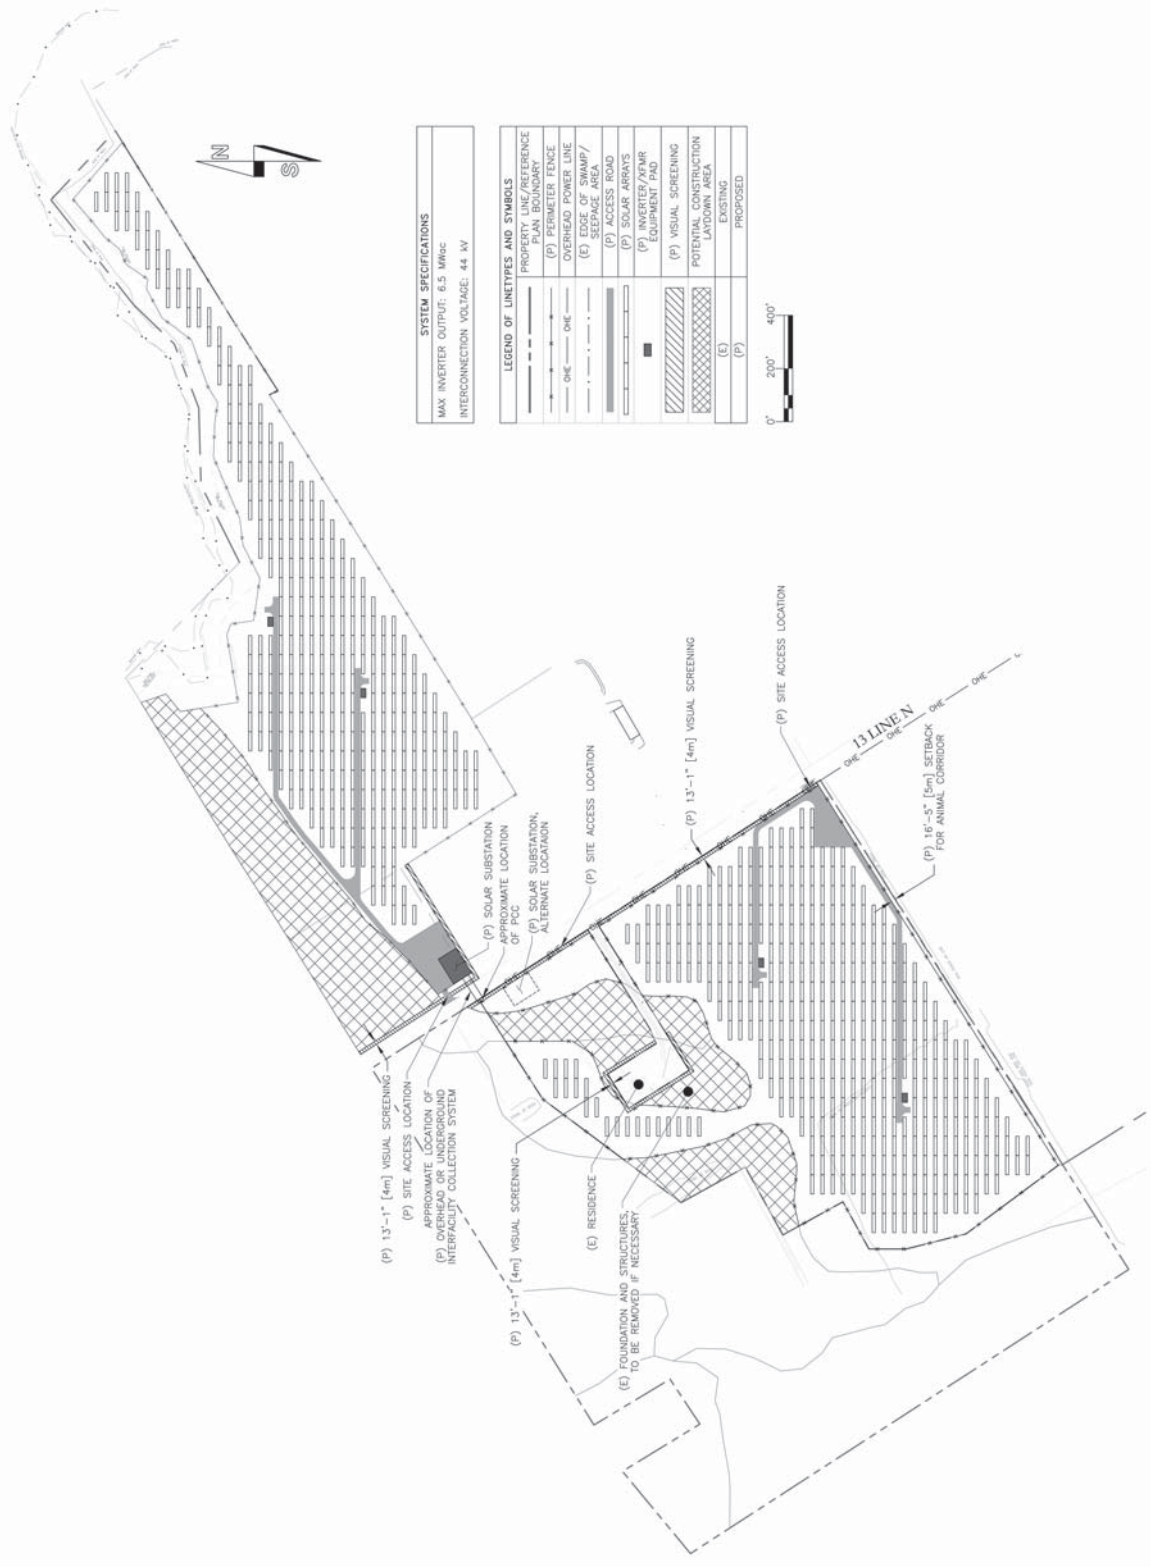 N
S
SYSTEM SPECIFICATIONS
MAX INVERTER OUTPUT: 6.5 MWac
INTERCONNECTION VOLTAGE: 44 kV
LEGEND OF LINETYPES AND SYMBOLS
PROPERTY LINE/REFERENCE
PLAN BOUNDARY
(P) PERIMETER FENCE
OHE
OHE
OVERHEAD POWER LINE
(E) EDGE OF SWAMP/
SEEPAGE AREA
(P) ACCESS ROAD
(P) SOLAR ARRAYS
(P) INVERTER/XFMR
EQUIPMENT PAD
(P) VISUAL SCREENING
POTENTIAL CONSTRUCTION
LAYDOWN AREA
(E)
EXISTING
(P)
PROPOSED
0'
200'
400'
(P) 13'-1" [4m] VISUAL SCREENING
(P) SITE ACCESS LOCATION
APPROXIMATE LOCATION OF
(P) OVERHEAD OR UNDERGROUND
INTERFACILITY COLLECTION SYSTEM
(P) SOLAR SUBSTATION
APPROXIMATE LOCATION
OF PCC
(P) SOLAR SUBSTATION,
ALTERNATE LOCATAION
(P) SITE ACCESS LOCATION
(P) 13'-1" [4m] VISUAL SCREENING
(P) SITE ACCESS LOCATION
13 LINE N
OHE
OHE
OHE
(P) 16'-5" [5m] SETBACK
FOR ANIMAL CORRIDOR
(P) 13'-1" [4m] VISUAL SCREENING
(E) RESIDENCE
(E) FOUNDATION AND STRUCTURES,
TO BE REMOVED IF NECESSARY